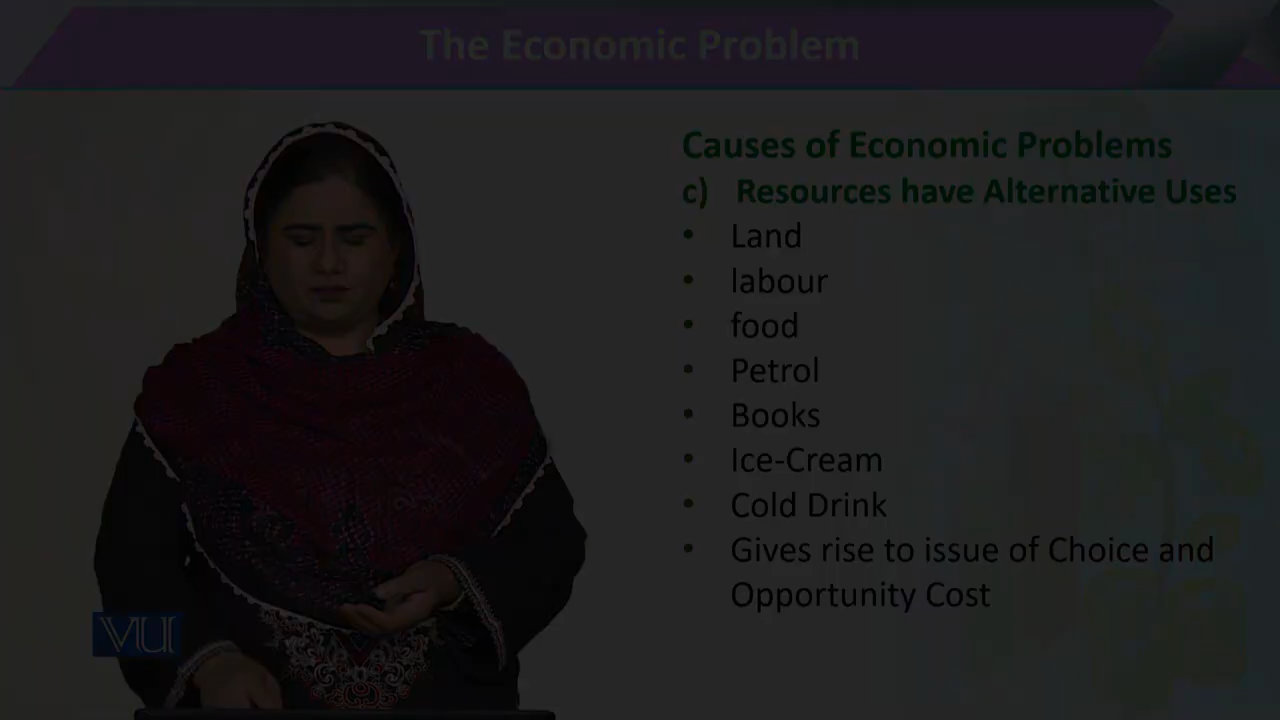 The Economic Problem
Causes of Economic Problems
c) Resources have Alternative Uses
• Land
• labour
• food
• Petrol
• Books
• Ice-Cream
• Cold Drink
• Gives rise to issue of Choice and
Opportunity Cost
VU